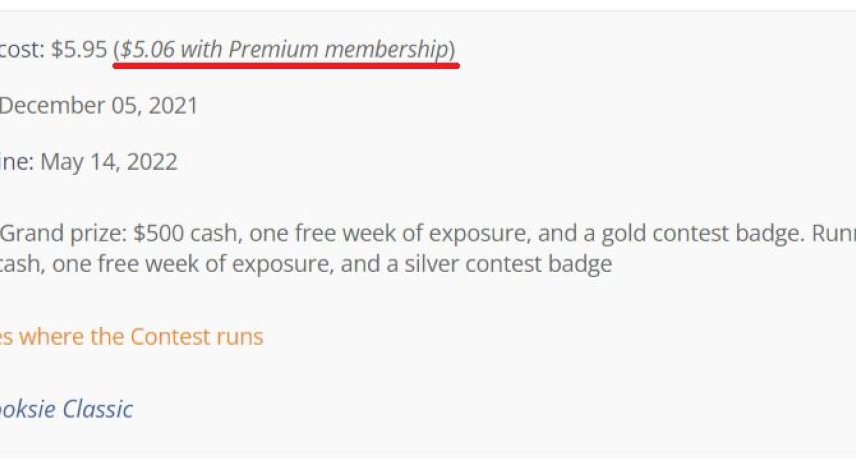 cost: $5.95 ($5.06 with Premium membership)
December 05, 2021
ine: May 14, 2022
Grand prize: $500 cash, one free week of exposure, and a gold contest badge. Runn
cash, one free week of exposure, and a silver contest badge
es where the Contest runs
ooksie Classic